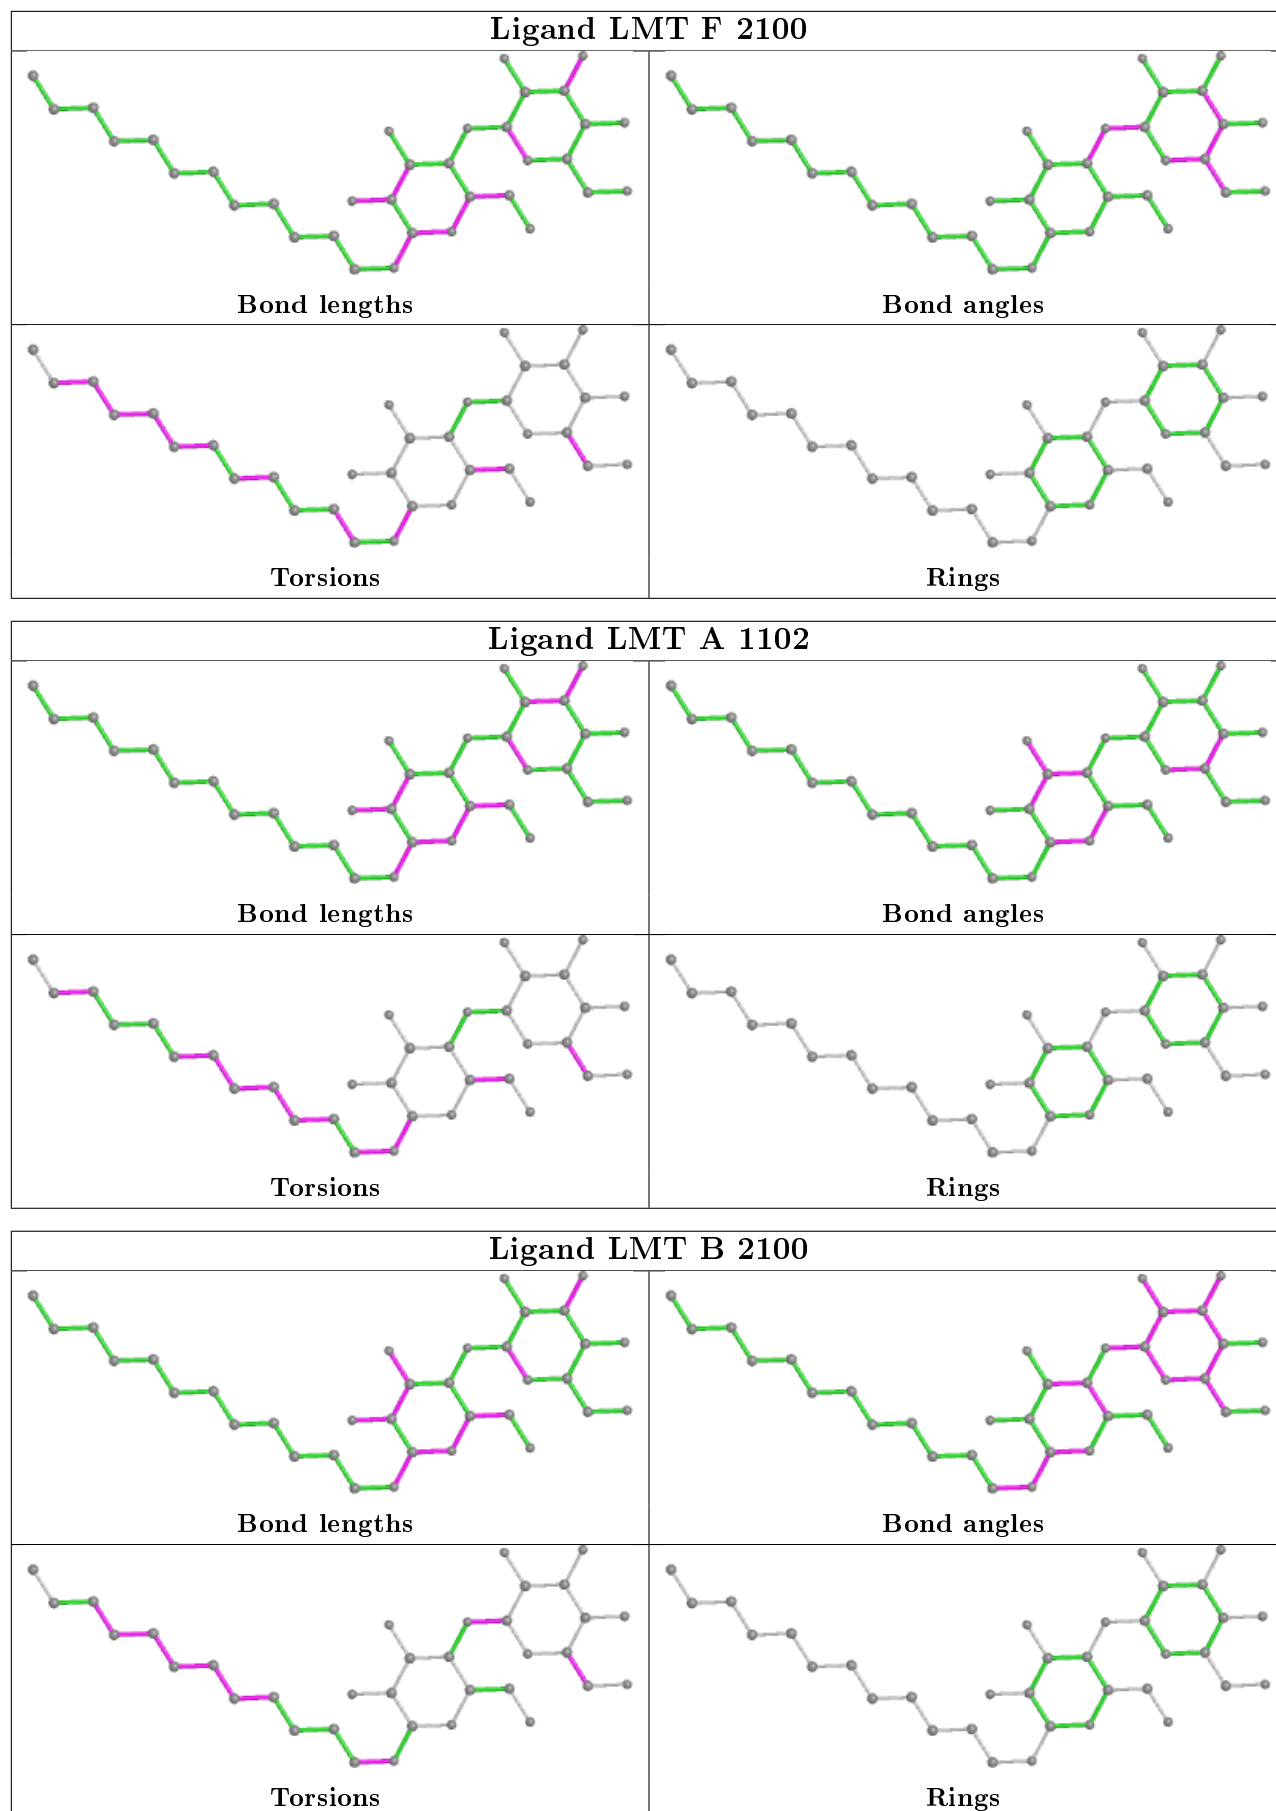 Ligand LMT F 2100
Bond lengths
Bond angles
Torsions
Rings
Ligand LMT A 1102
Bond lengths
Bond angles
Torsions
Rings
Ligand LMT B 2100
Bond lengths
Bond angles
Torsions
Rings